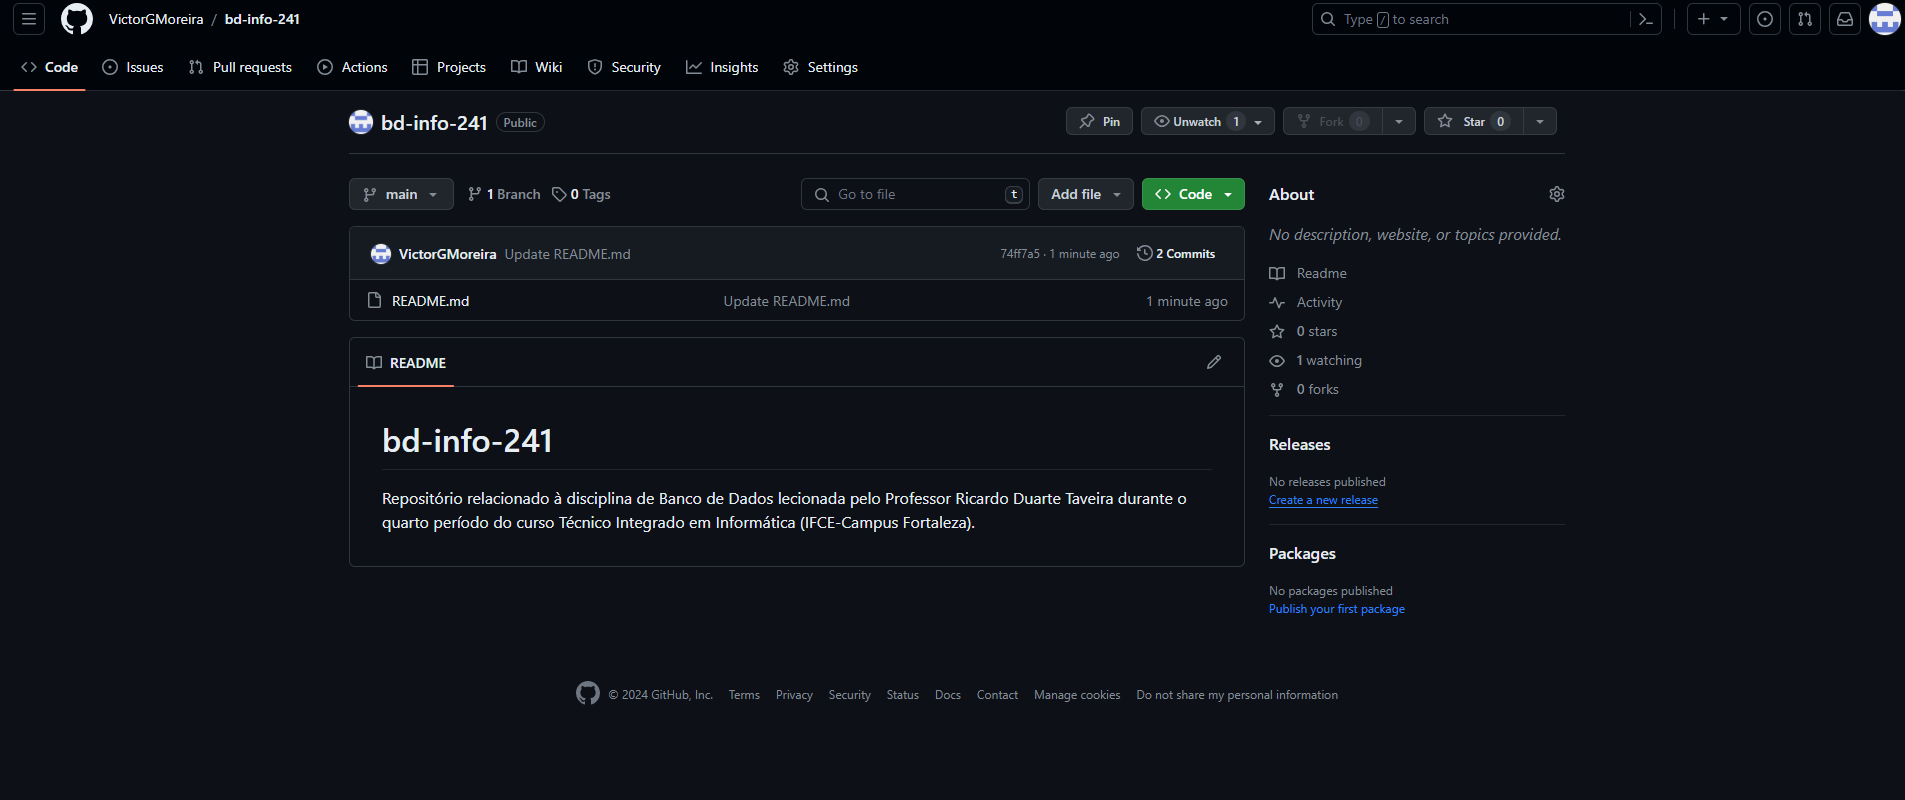 VictorGMoreira / bd-info-241
Type / to search
Code Issues Pull requests Actions Projects Wiki Security Insights Settings
bd-info-241 Public
Pin Unwatch 1 Fork 0 Star 0
main 1 Branch 0 Tags Go to file t Add file Code
VictorGMoreira Update README.md 74ff7a5 · 1 minute ago 2 Commits
README.md Update README.md 1 minute ago
README
bd-info-241
Repositório relacionado à disciplina de Banco de Dados lecionada pelo Professor Ricardo Duarte Taveira durante o
quarto período do curso Técnico Integrado em Informática (IFCE-Campus Fortaleza).
About
No description, website, or topics provided.
Readme
Activity
0 stars
1 watching
0 forks
Releases
No releases published
Create a new release
Packages
No packages published
Publish your first package
© 2024 GitHub, Inc. Terms Privacy Security Status Docs Contact Manage cookies Do not share my personal information